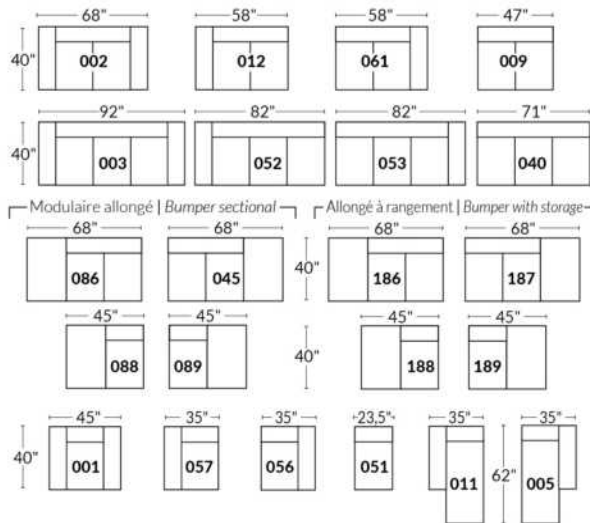 68" 58" 58" 47"
40" 002 012 061 009
92" 82" 82" 71"
40" 003 052 053 040
Modulaire allongé | Bumper sectional Allongé à rangement | Bumper with storage
68" 68" 68" 68"
086 045 40" 186 187
45" 45" 45" 45"
088 089 40" 188 189
45" 35" 35" 23,5" 35" 35"
40" 001 057 056 051 011 62" 005